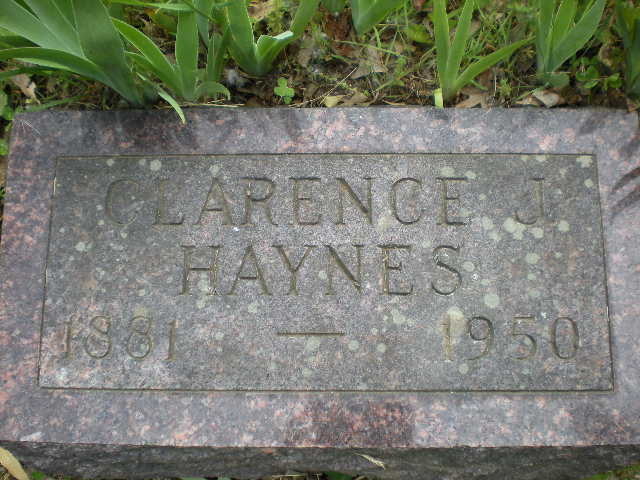 CLARENCE J
HAYNES
1881 — 1950